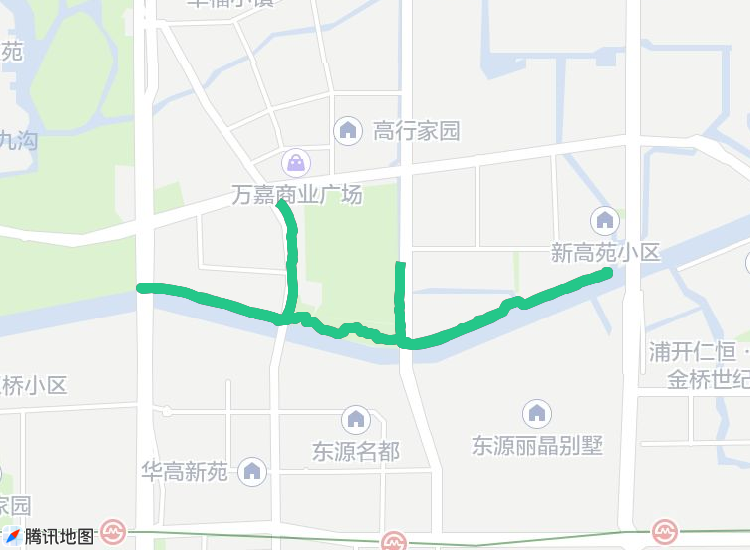 苑
九沟
高行家园
万嘉商业广场
新高苑小区
浦开仁恒·
金桥世纪
桥小区
东源名都
东源丽晶别墅
华高新苑
家园
腾讯地图